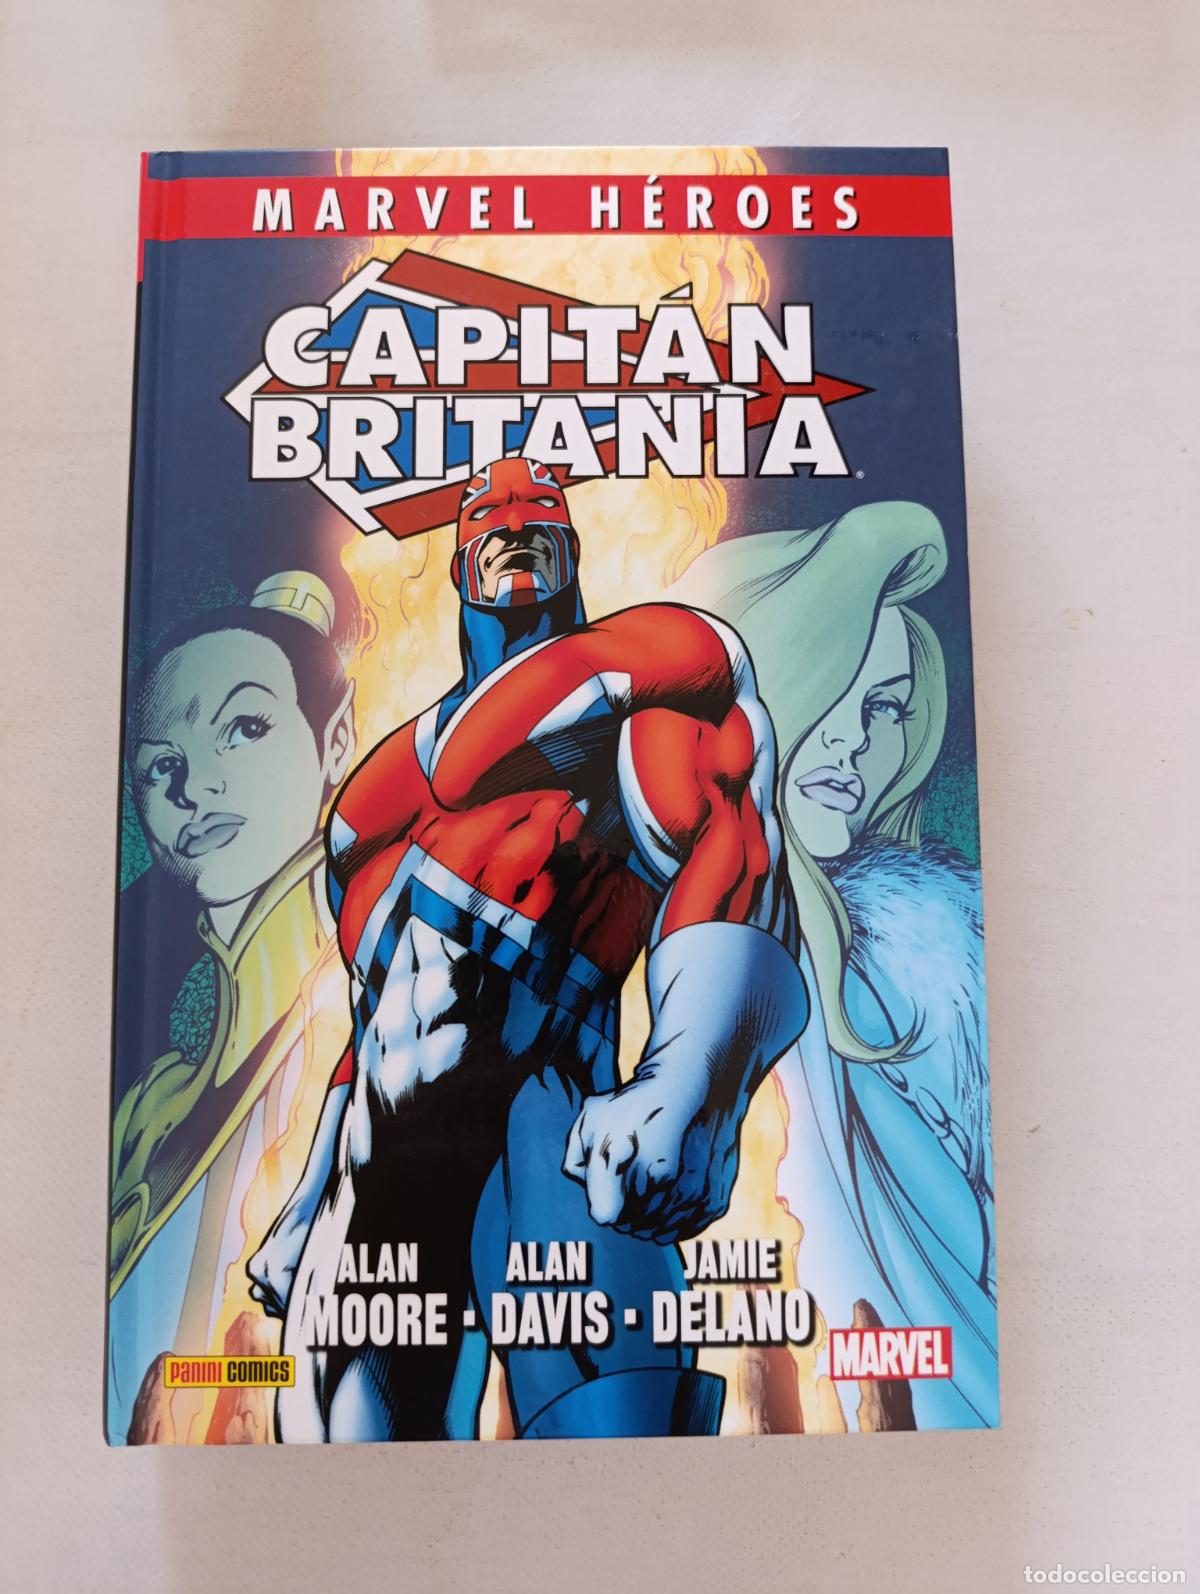 MARVEL HÉROES
CAPITÁN
BRITANIA
®
ALAN MOORE · ALAN DAVIS · JAMIE DELANO
PANINI COMICS
MARVEL
todocoleccion